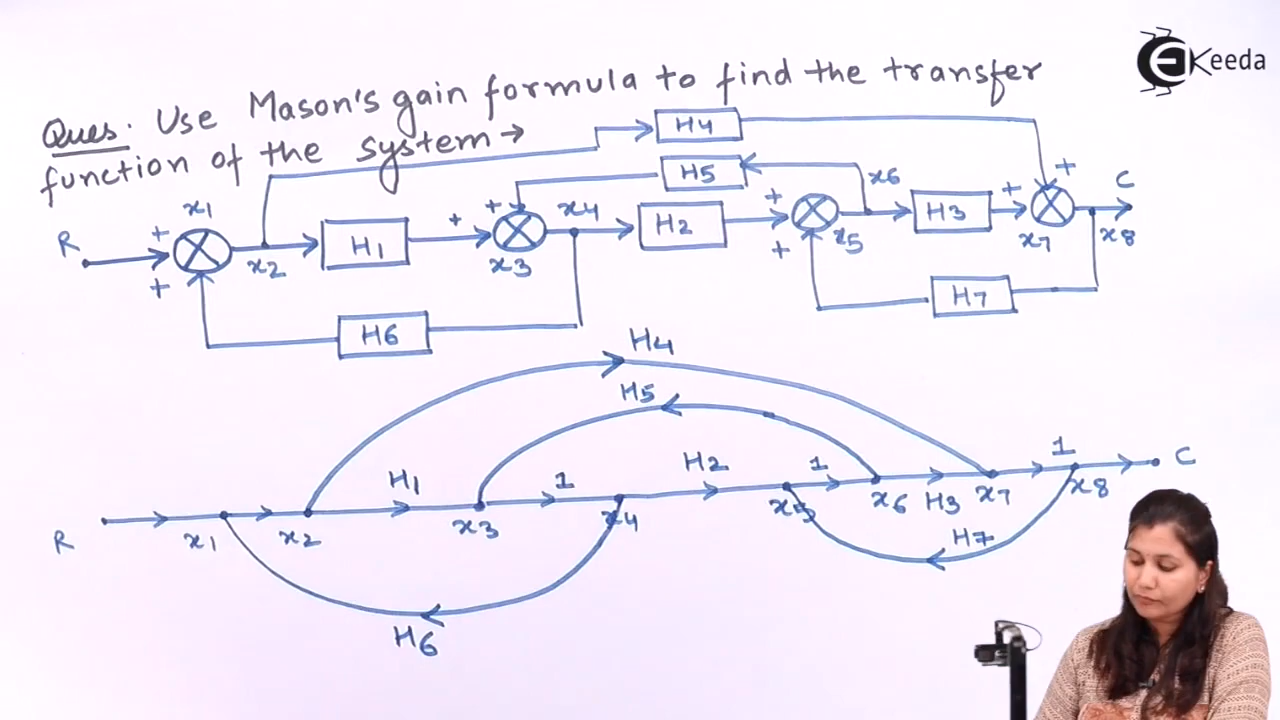 Ques. Use Mason's gain formula to find the transfer
function of the system →
EKeeda
H4
H5
x6
x1
x4
C
R
+
+
H1
+
+
H2
+
+
H3
+
+
x2
x3
x5
x7
x8
H6
H7
H4
H5
H1
1
H2
1
1
C
R
x1
x2
x3
x4
x5
x6
H3
x7
x8
H7
H6